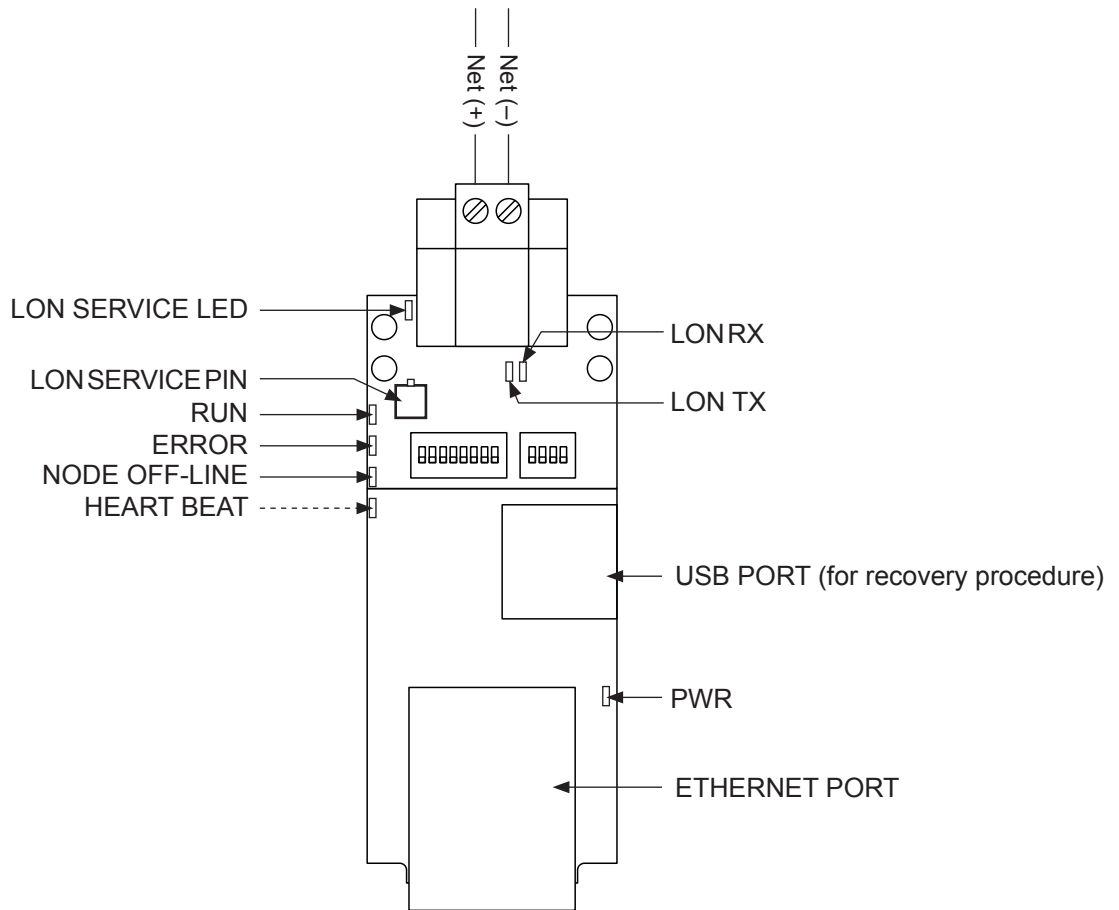 Net (+)
Net (–)
LON SERVICE LED
LON RX
LON SERVICE PIN
LON TX
RUN
ERROR
NODE OFF-LINE
HEART BEAT
USB PORT (for recovery procedure)
PWR
ETHERNET PORT